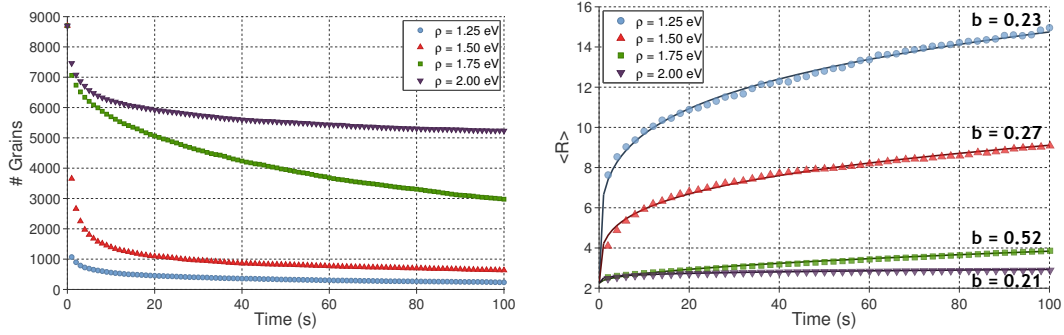 9000
8000
7000
6000
5000
4000
3000
2000
1000
0
# Grains
0 20 40 60 80 100
Time (s)
ρ = 1.25 eV
ρ = 1.50 eV
ρ = 1.75 eV
ρ = 2.00 eV
16
14
12
10
8
6
4
2
<R>
0 20 40 60 80 100
Time (s)
ρ = 1.25 eV
ρ = 1.50 eV
ρ = 1.75 eV
ρ = 2.00 eV
b = 0.23
b = 0.27
b = 0.52
b = 0.21